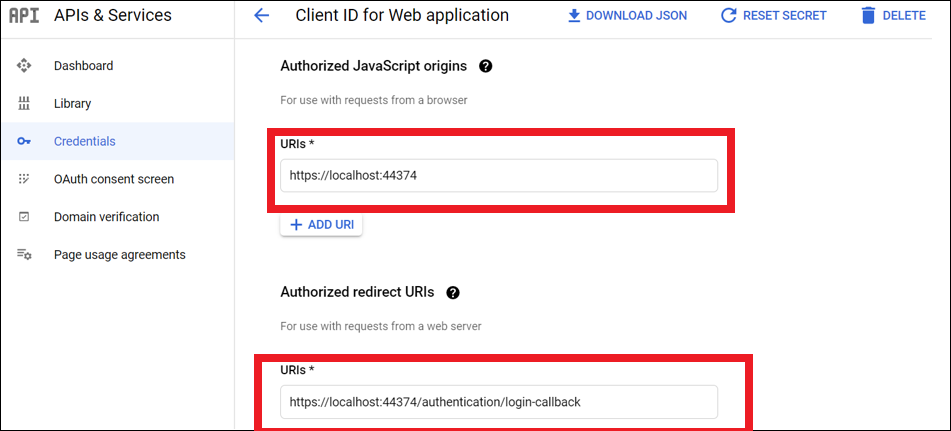 API APIs & Services
Client ID for Web application
DOWNLOAD JSON
RESET SECRET
DELETE
Dashboard
Library
Credentials
OAuth consent screen
Domain verification
Page usage agreements
Authorized JavaScript origins ?
For use with requests from a browser
URIs *
https://localhost:44374
+ ADD URI
Authorized redirect URIs ?
For use with requests from a web server
URIs *
https://localhost:44374/authentication/login-callback